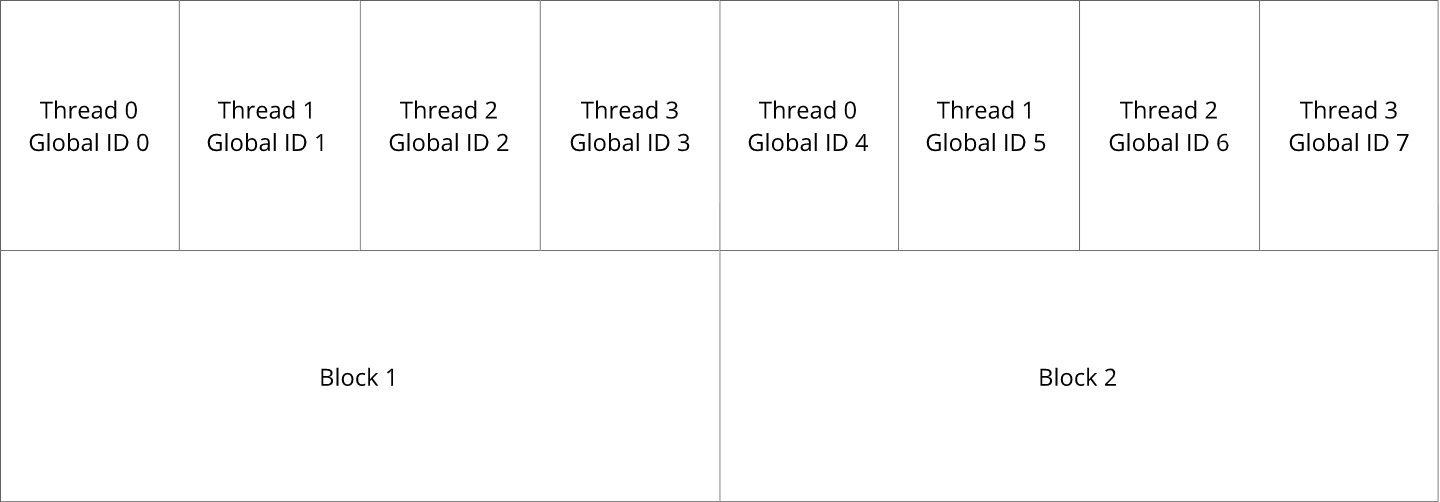 Thread 0
Global ID 0
Thread 1
Global ID 1
Thread 2
Global ID 2
Thread 3
Global ID 3
Thread 0
Global ID 4
Thread 1
Global ID 5
Thread 2
Global ID 6
Thread 3
Global ID 7
Block 1
Block 2